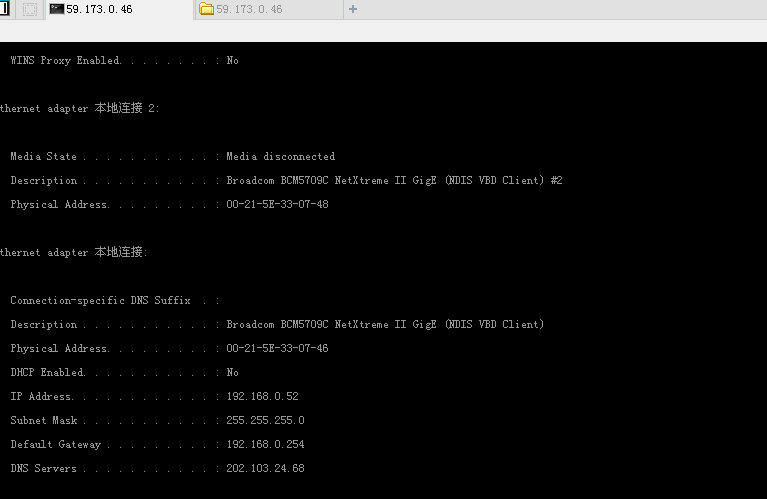 59.173.0.46
59.173.0.46
+
WINS Proxy Enabled. . . . . . . . : No
thernet adapter 本地连接 2:
Media State . . . . . . . . . . . : Media disconnected
Description . . . . . . . . . . . : Broadcom BCM5709C NetXtreme II GigE (NDIS VBD Client) #2
Physical Address. . . . . . . . . : 00-21-5E-33-07-48
thernet adapter 本地连接:
Connection-specific DNS Suffix  . :
Description . . . . . . . . . . . : Broadcom BCM5709C NetXtreme II GigE (NDIS VBD Client)
Physical Address. . . . . . . . . : 00-21-5E-33-07-46
DHCP Enabled. . . . . . . . . . . : No
IP Address. . . . . . . . . . . . : 192.168.0.52
Subnet Mask . . . . . . . . . . . : 255.255.255.0
Default Gateway . . . . . . . . . : 192.168.0.254
DNS Servers . . . . . . . . . . . : 202.103.24.68